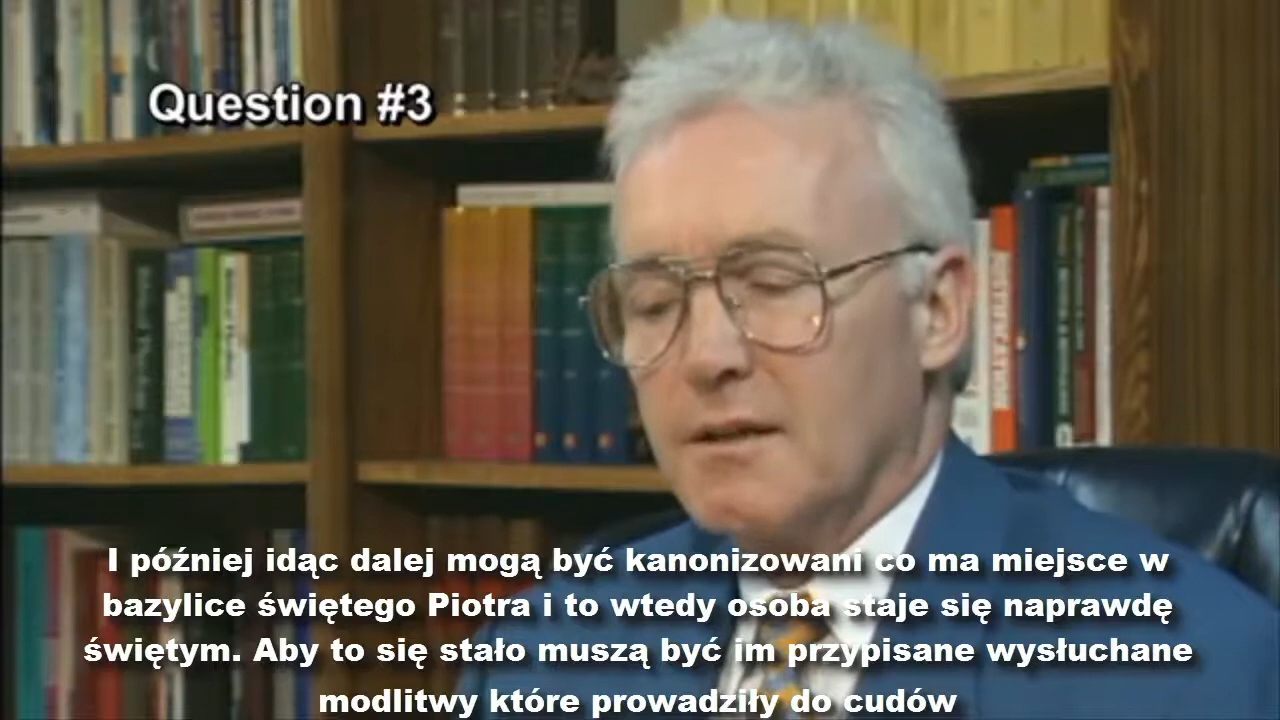 Question #3
I później idąc dalej mogą być kanonizowani co ma miejsce w
bazylice świętego Piotra i to wtedy osoba staje się naprawdę
świętym. Aby to się stało muszą być im przypisane wysłuchane
modlitwy które prowadziły do cudów